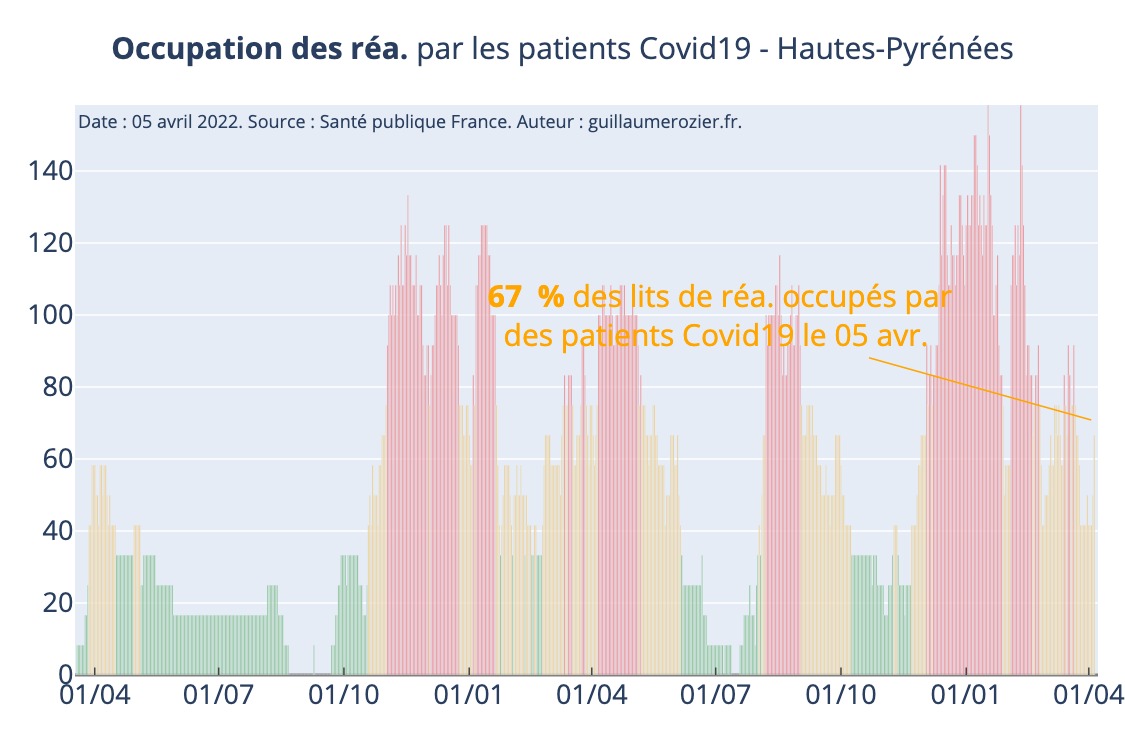 Occupation des réa. par les patients Covid19 - Hautes-Pyrénées
Date : 05 avril 2022. Source : Santé publique France. Auteur : guillaumerozier.fr.
140
120
100
80
60
40
20
0
67 % des lits de réa. occupés par
des patients Covid19 le 05 avr.
01/04 01/07 01/10 01/01 01/04 01/07 01/10 01/01 01/04